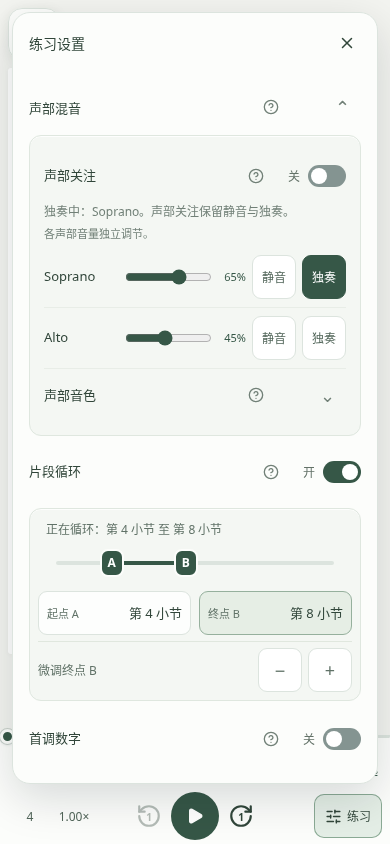 练习设置
声部混音
声部关注 关
独奏中：Soprano。声部关注保留静音与独奏。
各声部音量独立调节。
Soprano 65% 静音 独奏
Alto 45% 静音 独奏
声部音色
片段循环 开
正在循环：第 4 小节 至 第 8 小节
A B
起点 A 第 4 小节 终点 B 第 8 小节
微调终点 B − +
首调数字 关
4 1.00× 1 1 练习